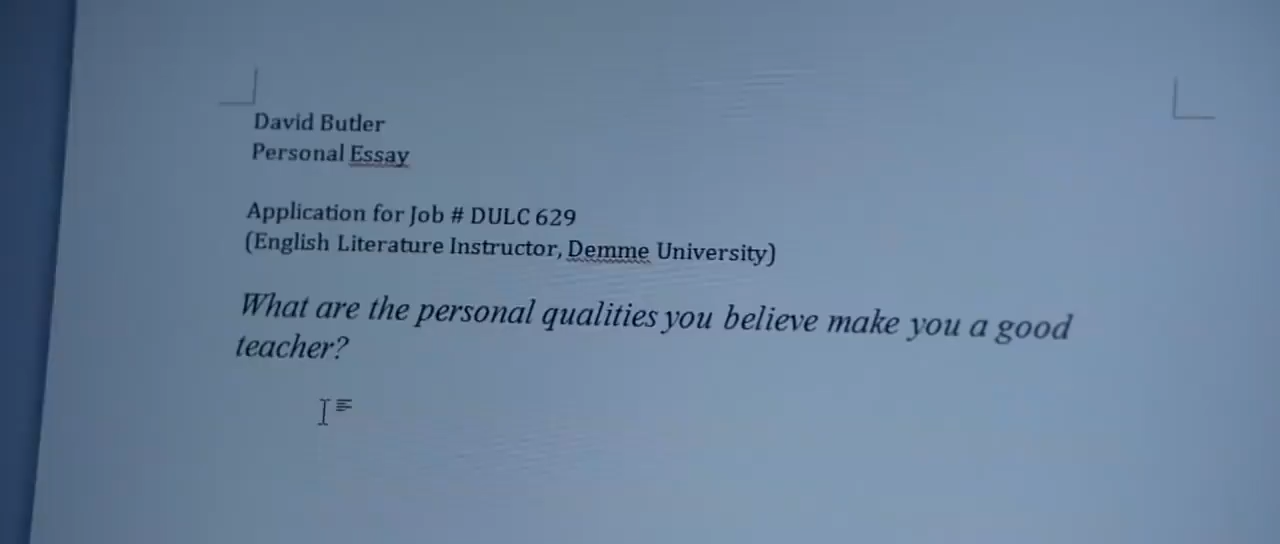 David Butler
Personal Essay
Application for Job # DULC 629
(English Literature Instructor, Demme University)
What are the personal qualities you believe make you a good
teacher?